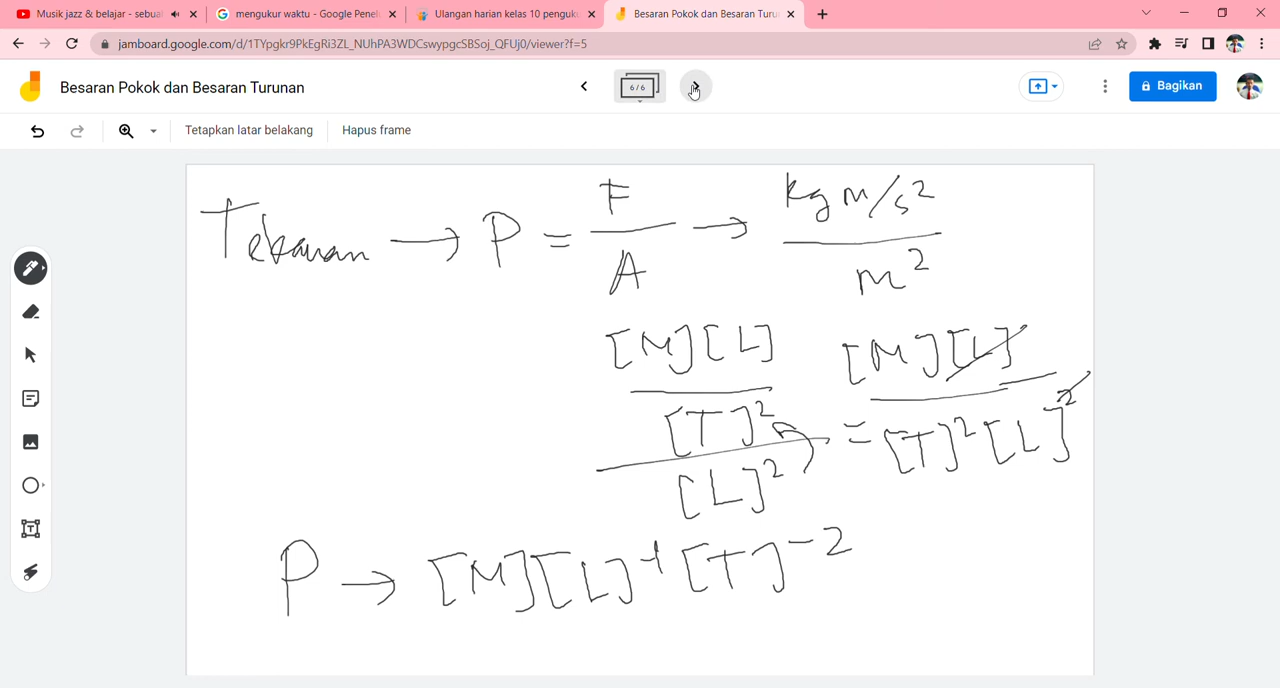 Musik jazz & belajar - sebua
mengukur waktu - Google Penel
Ulangan harian kelas 10 penguku
Besaran Pokok dan Besaran Turun
jamboard.google.com/d/1TYpgkr9PkEgRi3ZL_NUhPA3WDCswypgcSBSoj_QFUj0/viewer?f=5
Besaran Pokok dan Besaran Turunan
6 / 6
Bagikan
Tetapkan latar belakang
Hapus frame
Tekanan → P = F/A → kg m/s² / m²
[M][L] / [T]² / [L]² = [M][L] / [T]²[L]²
P → [M][L]⁻¹[T]⁻²